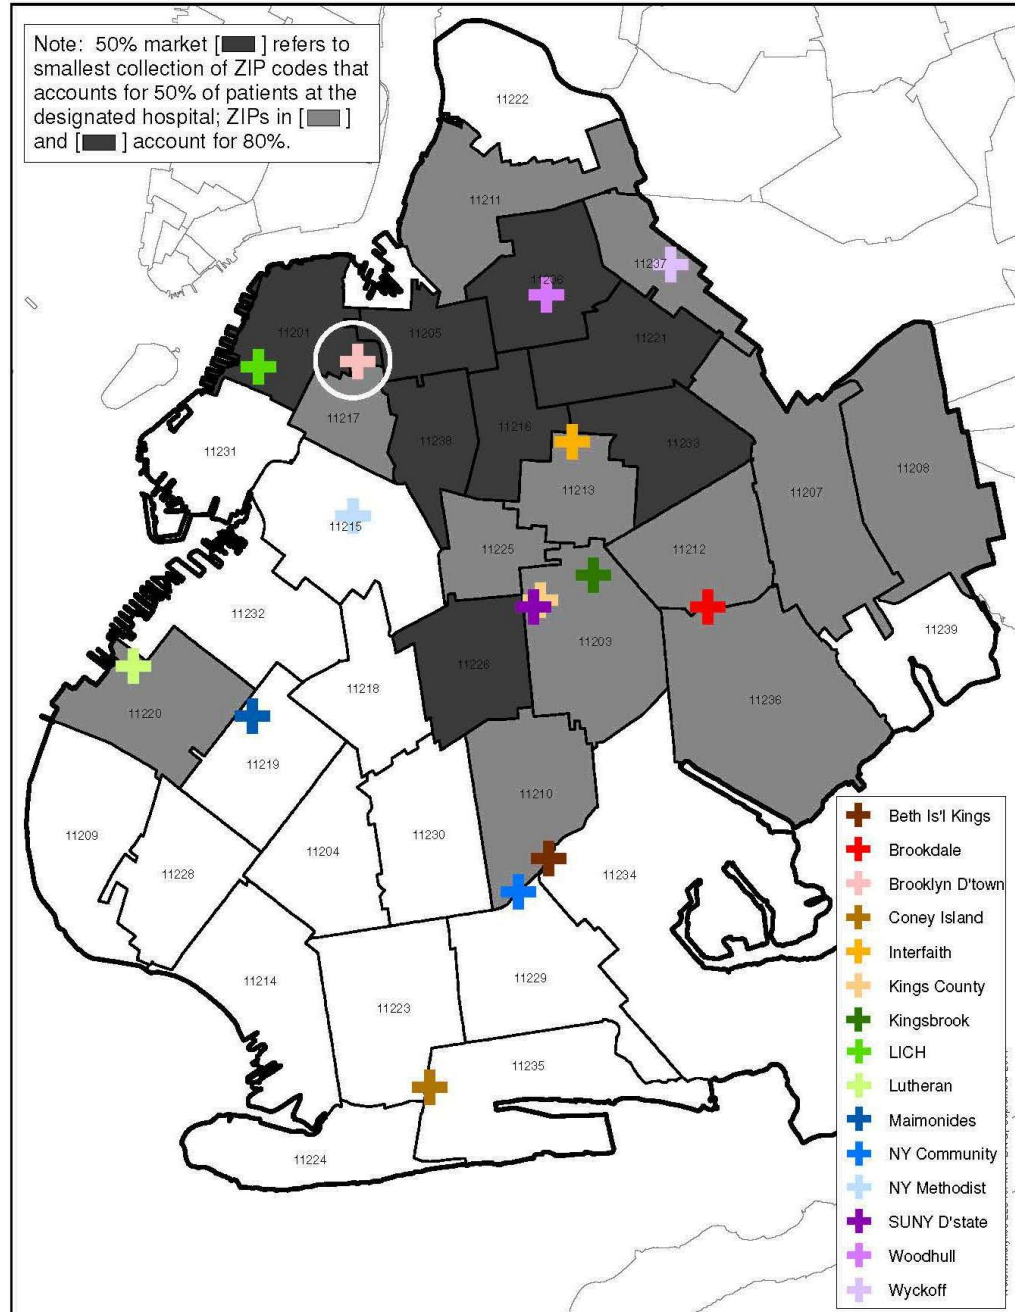 Note: 50% market [ ] refers to
smallest collection of ZIP codes that
accounts for 50% of patients at the
designated hospital; ZIPs in [ ]
and [ ] account for 80%.
11222
11211
11237
11206
11201
11205
11221
11217
11238
11216
11233
11231
11213
11207
11208
11215
11225
11212
11232
11203
11239
11226
11218
11220
11236
11219
11210
11209
11204
11230
11234
11228
11214
11229
11223
11235
11224
Beth Is'l Kings
Brookdale
Brooklyn D'town
Coney Island
Interfaith
Kings County
Kingsbrook
LICH
Lutheran
Maimonides
NY Community
NY Methodist
SUNY D'state
Woodhull
Wyckoff